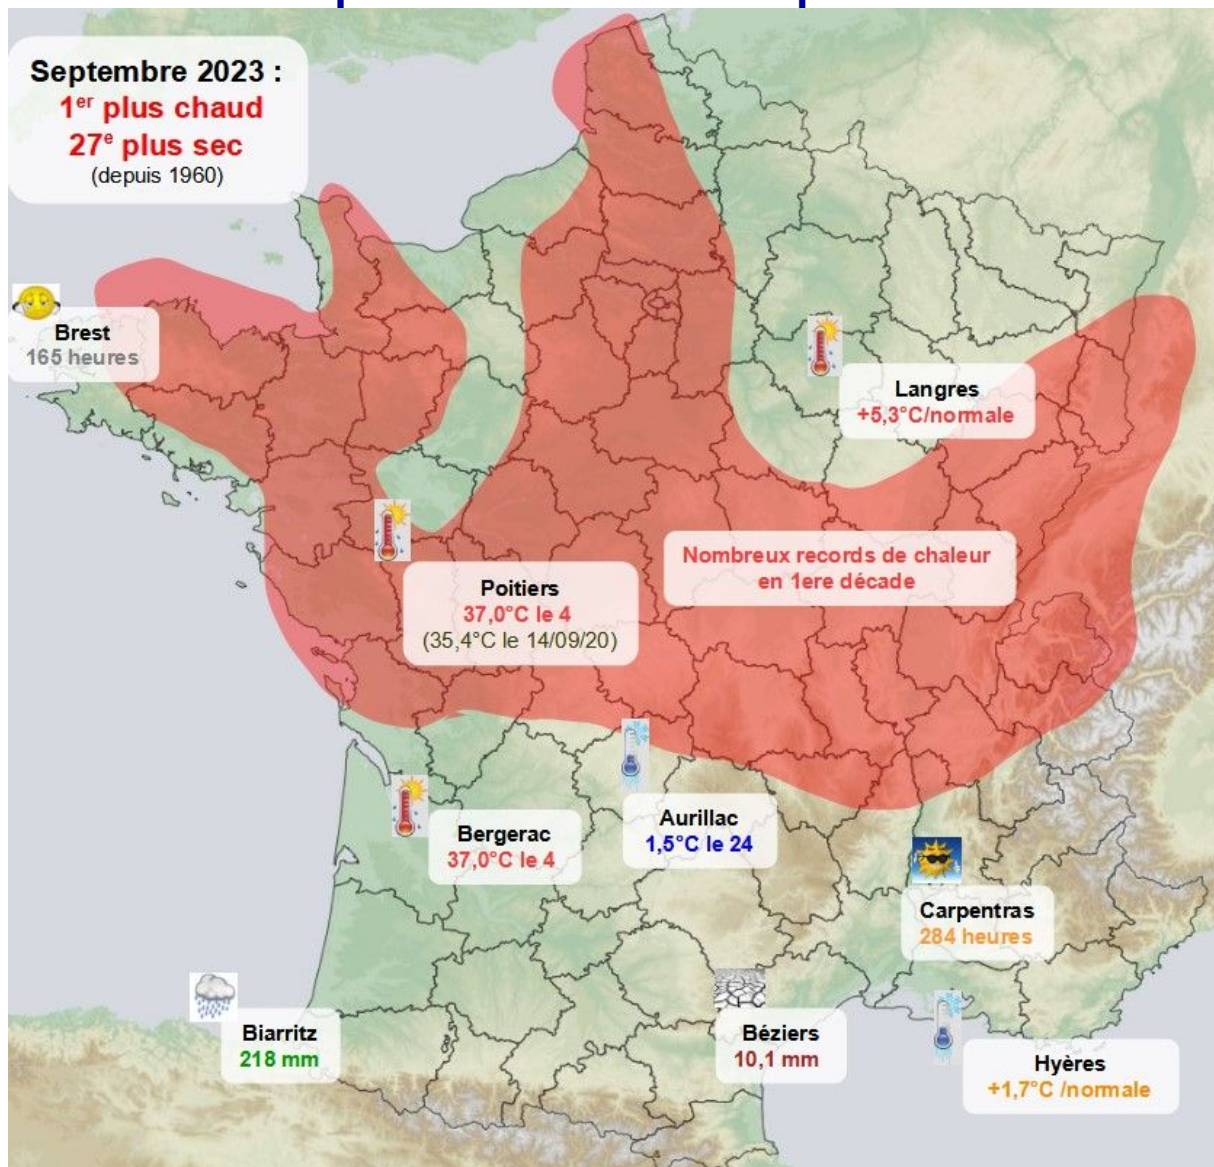 Septembre 2023 :
1er plus chaud
27e plus sec
(depuis 1960)
Brest
165 heures
Langres
+5,3°C/normale
Nombreux records de chaleur
en 1ere décade
Poitiers
37,0°C le 4
(35,4°C le 14/09/20)
Bergerac
37,0°C le 4
Aurillac
1,5°C le 24
Carpentras
284 heures
Biarritz
218 mm
Béziers
10,1 mm
Hyères
+1,7°C /normale